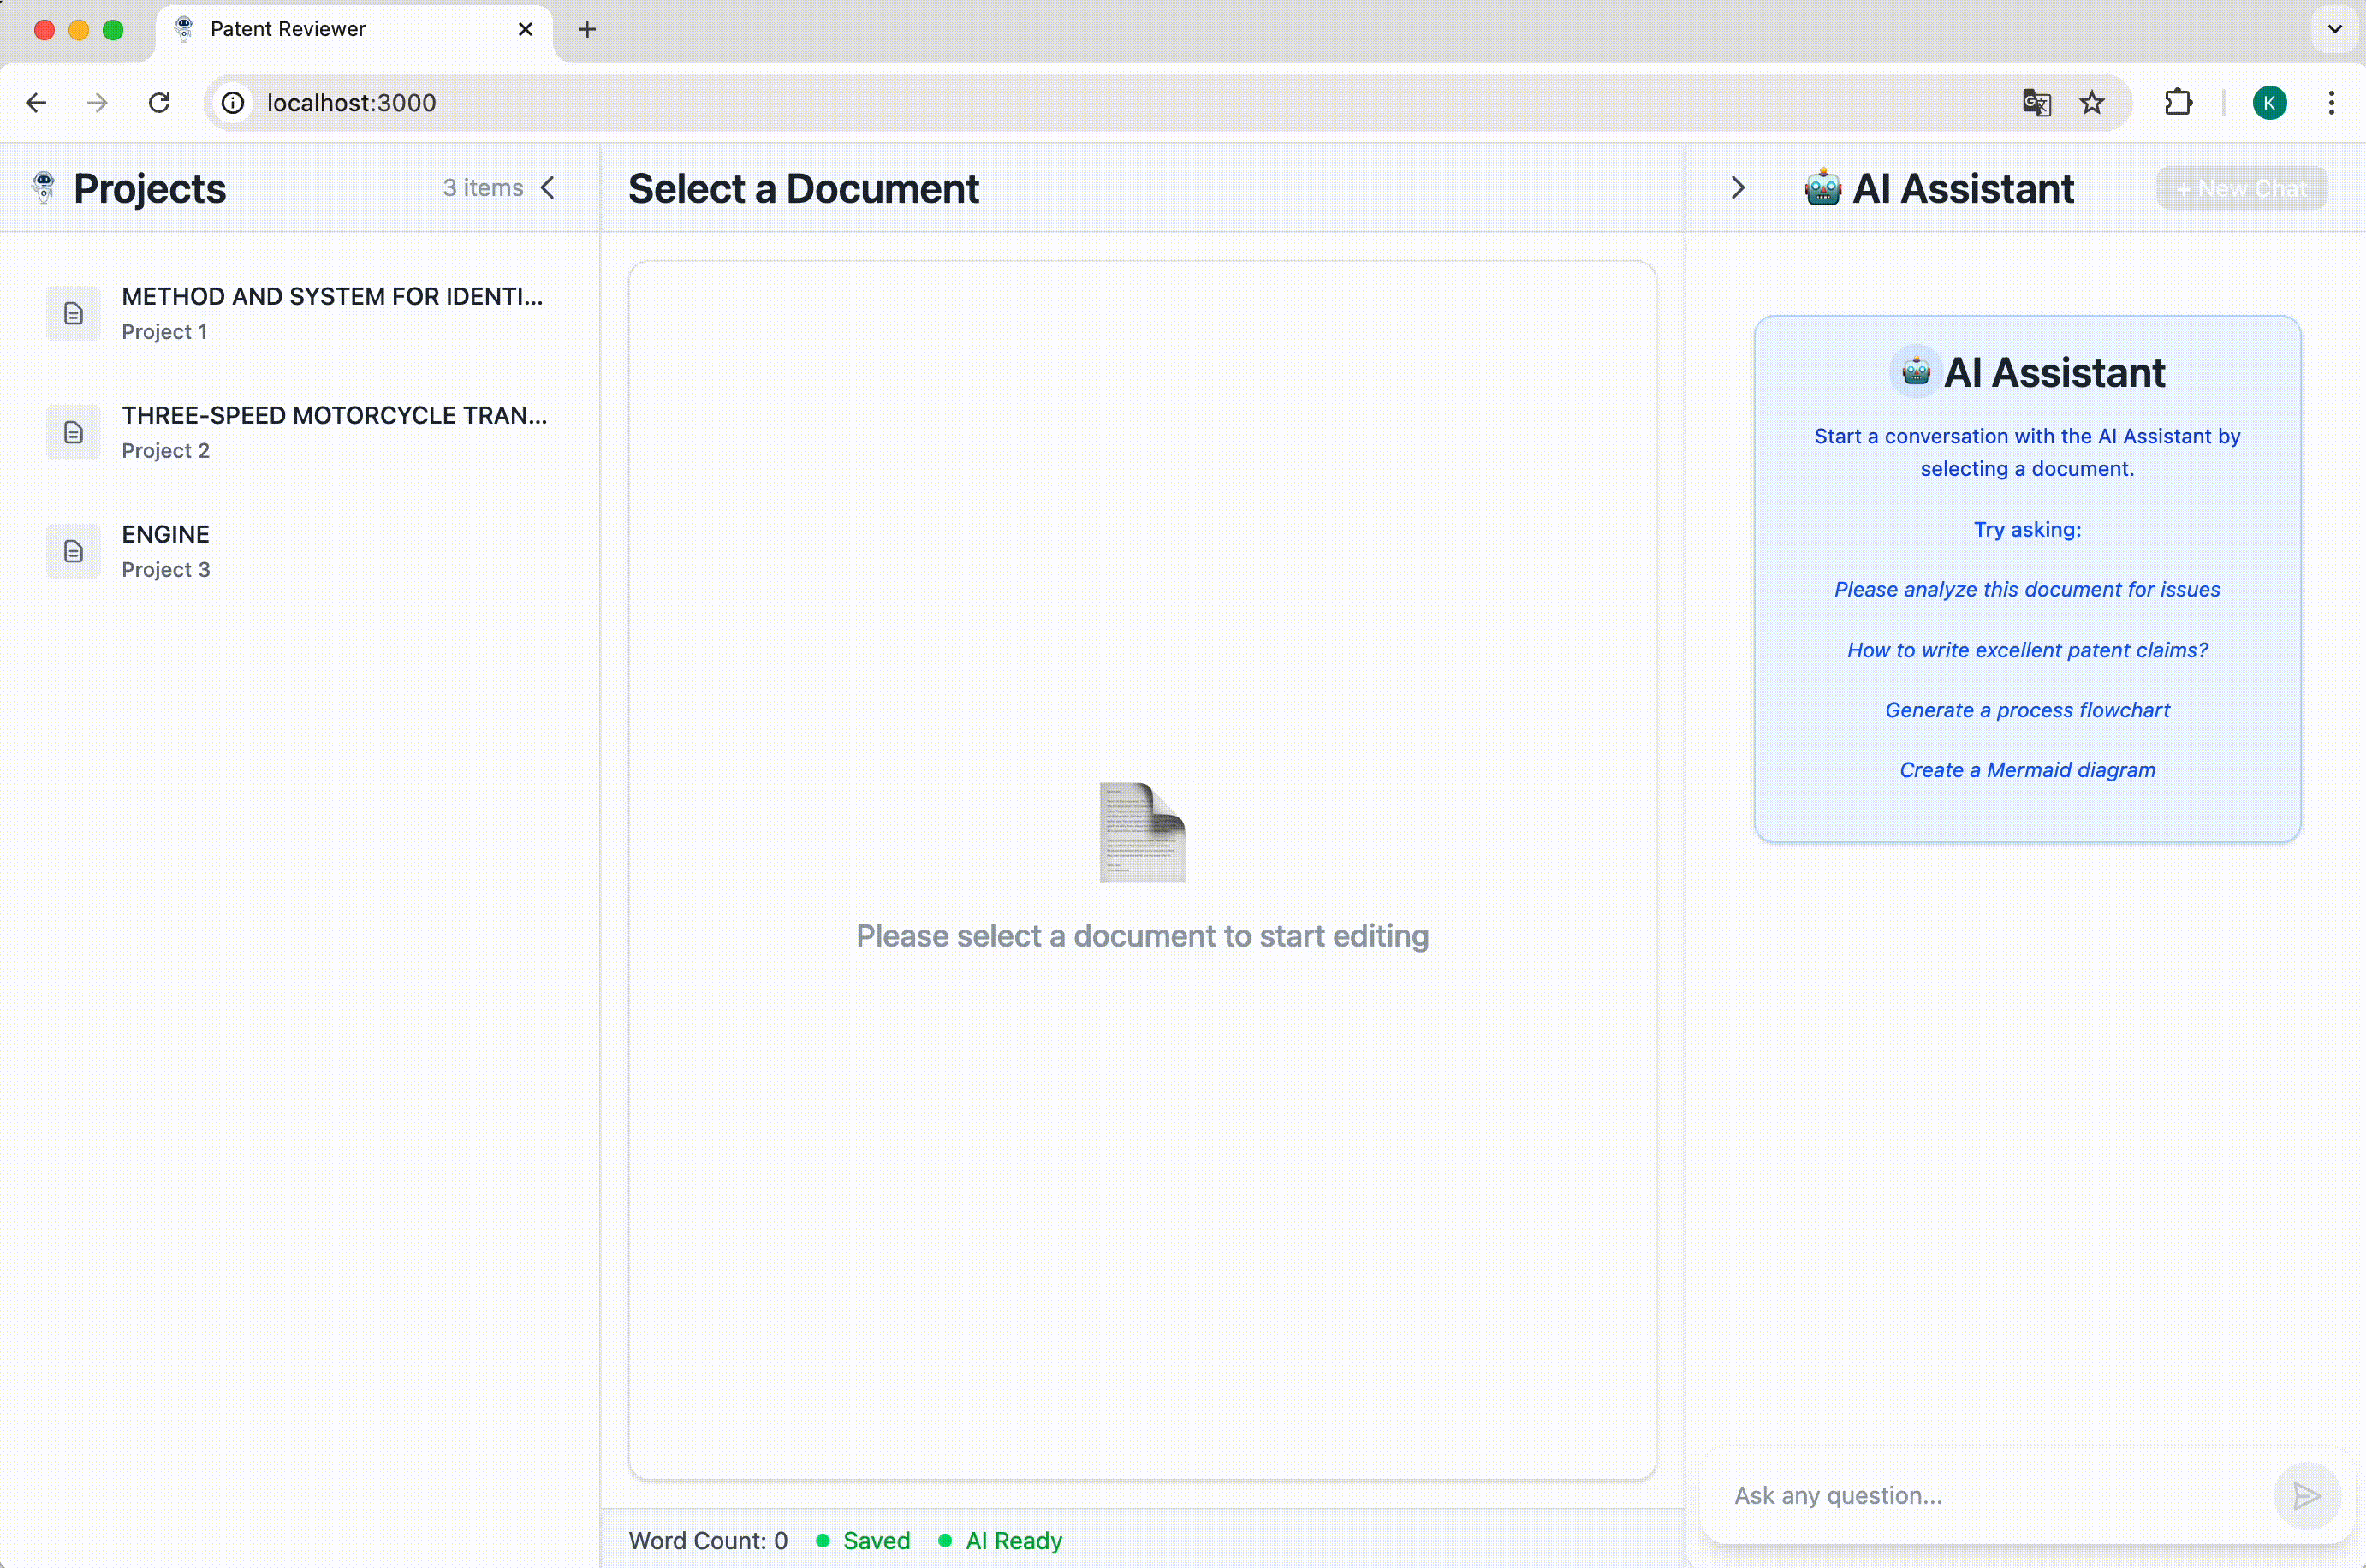 Patent Reviewer
localhost:3000
Projects
3 items
METHOD AND SYSTEM FOR IDENTI...
Project 1
THREE-SPEED MOTORCYCLE TRAN...
Project 2
ENGINE
Project 3
Select a Document
Please select a document to start editing
Word Count: 0
Saved
AI Ready
AI Assistant
+ New Chat
AI Assistant
Start a conversation with the AI Assistant by
selecting a document.
Try asking:
Please analyze this document for issues
How to write excellent patent claims?
Generate a process flowchart
Create a Mermaid diagram
Ask any question...
K